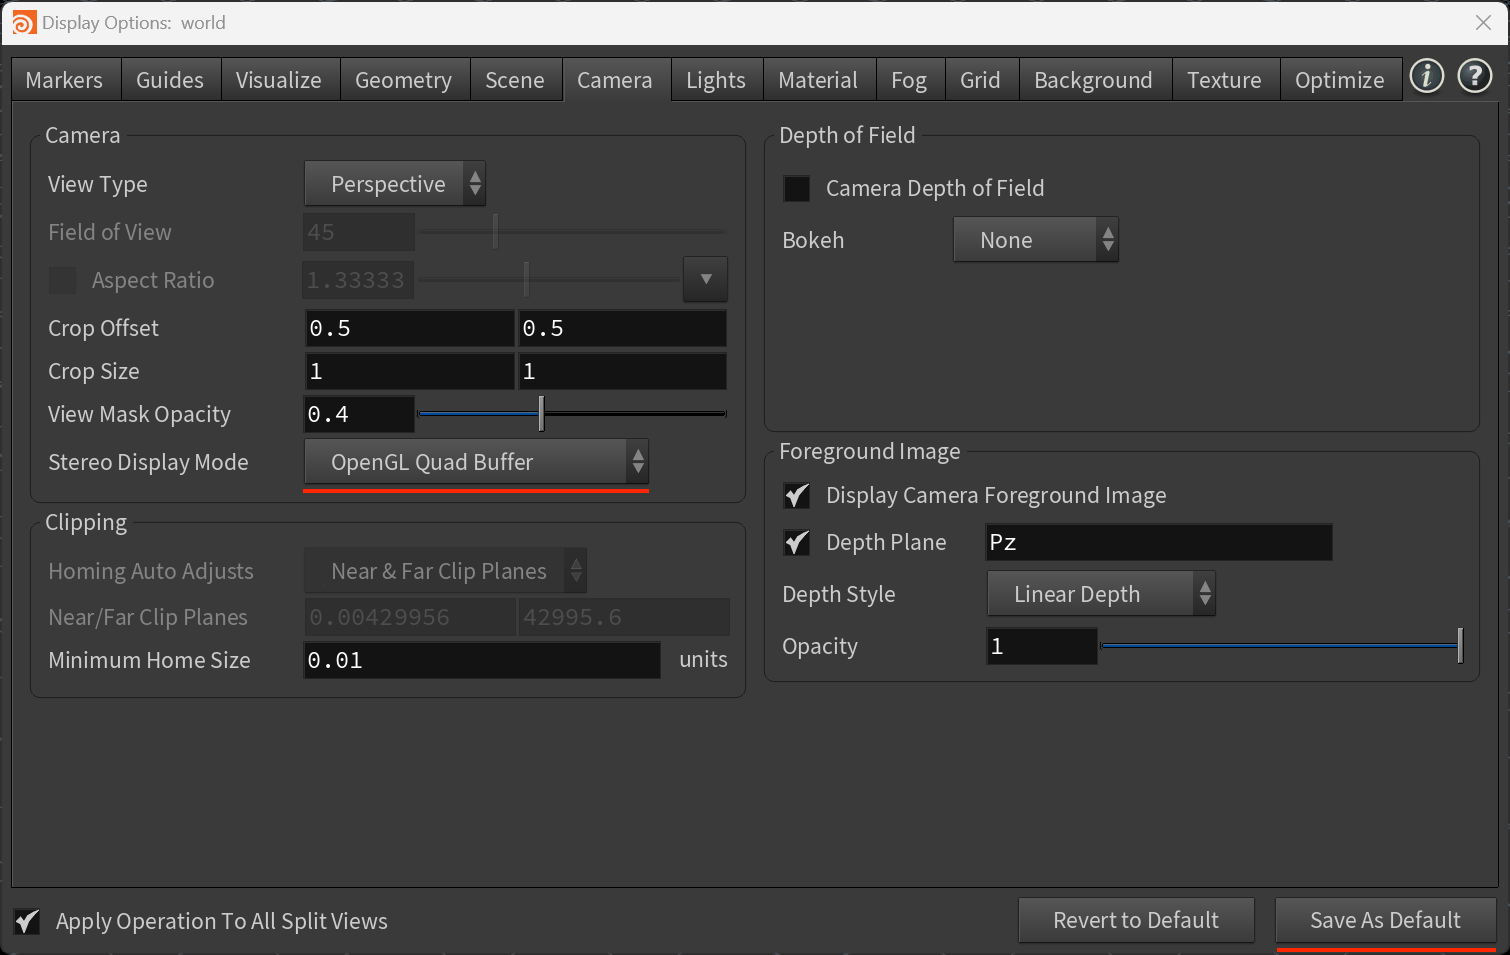 Display Options: world
Markers Guides Visualize Geometry Scene Camera Lights Material Fog Grid Background Texture Optimize i ?
Camera
View Type Perspective
Field of View 45
Aspect Ratio 1.33333
Crop Offset 0.5 0.5
Crop Size 1 1
View Mask Opacity 0.4
Stereo Display Mode OpenGL Quad Buffer
Clipping
Homing Auto Adjusts Near & Far Clip Planes
Near/Far Clip Planes 0.00429956 42995.6
Minimum Home Size 0.01 units
Depth of Field
Camera Depth of Field
Bokeh None
Foreground Image
Display Camera Foreground Image
Depth Plane Pz
Depth Style Linear Depth
Opacity 1
Apply Operation To All Split Views
Revert to Default Save As Default